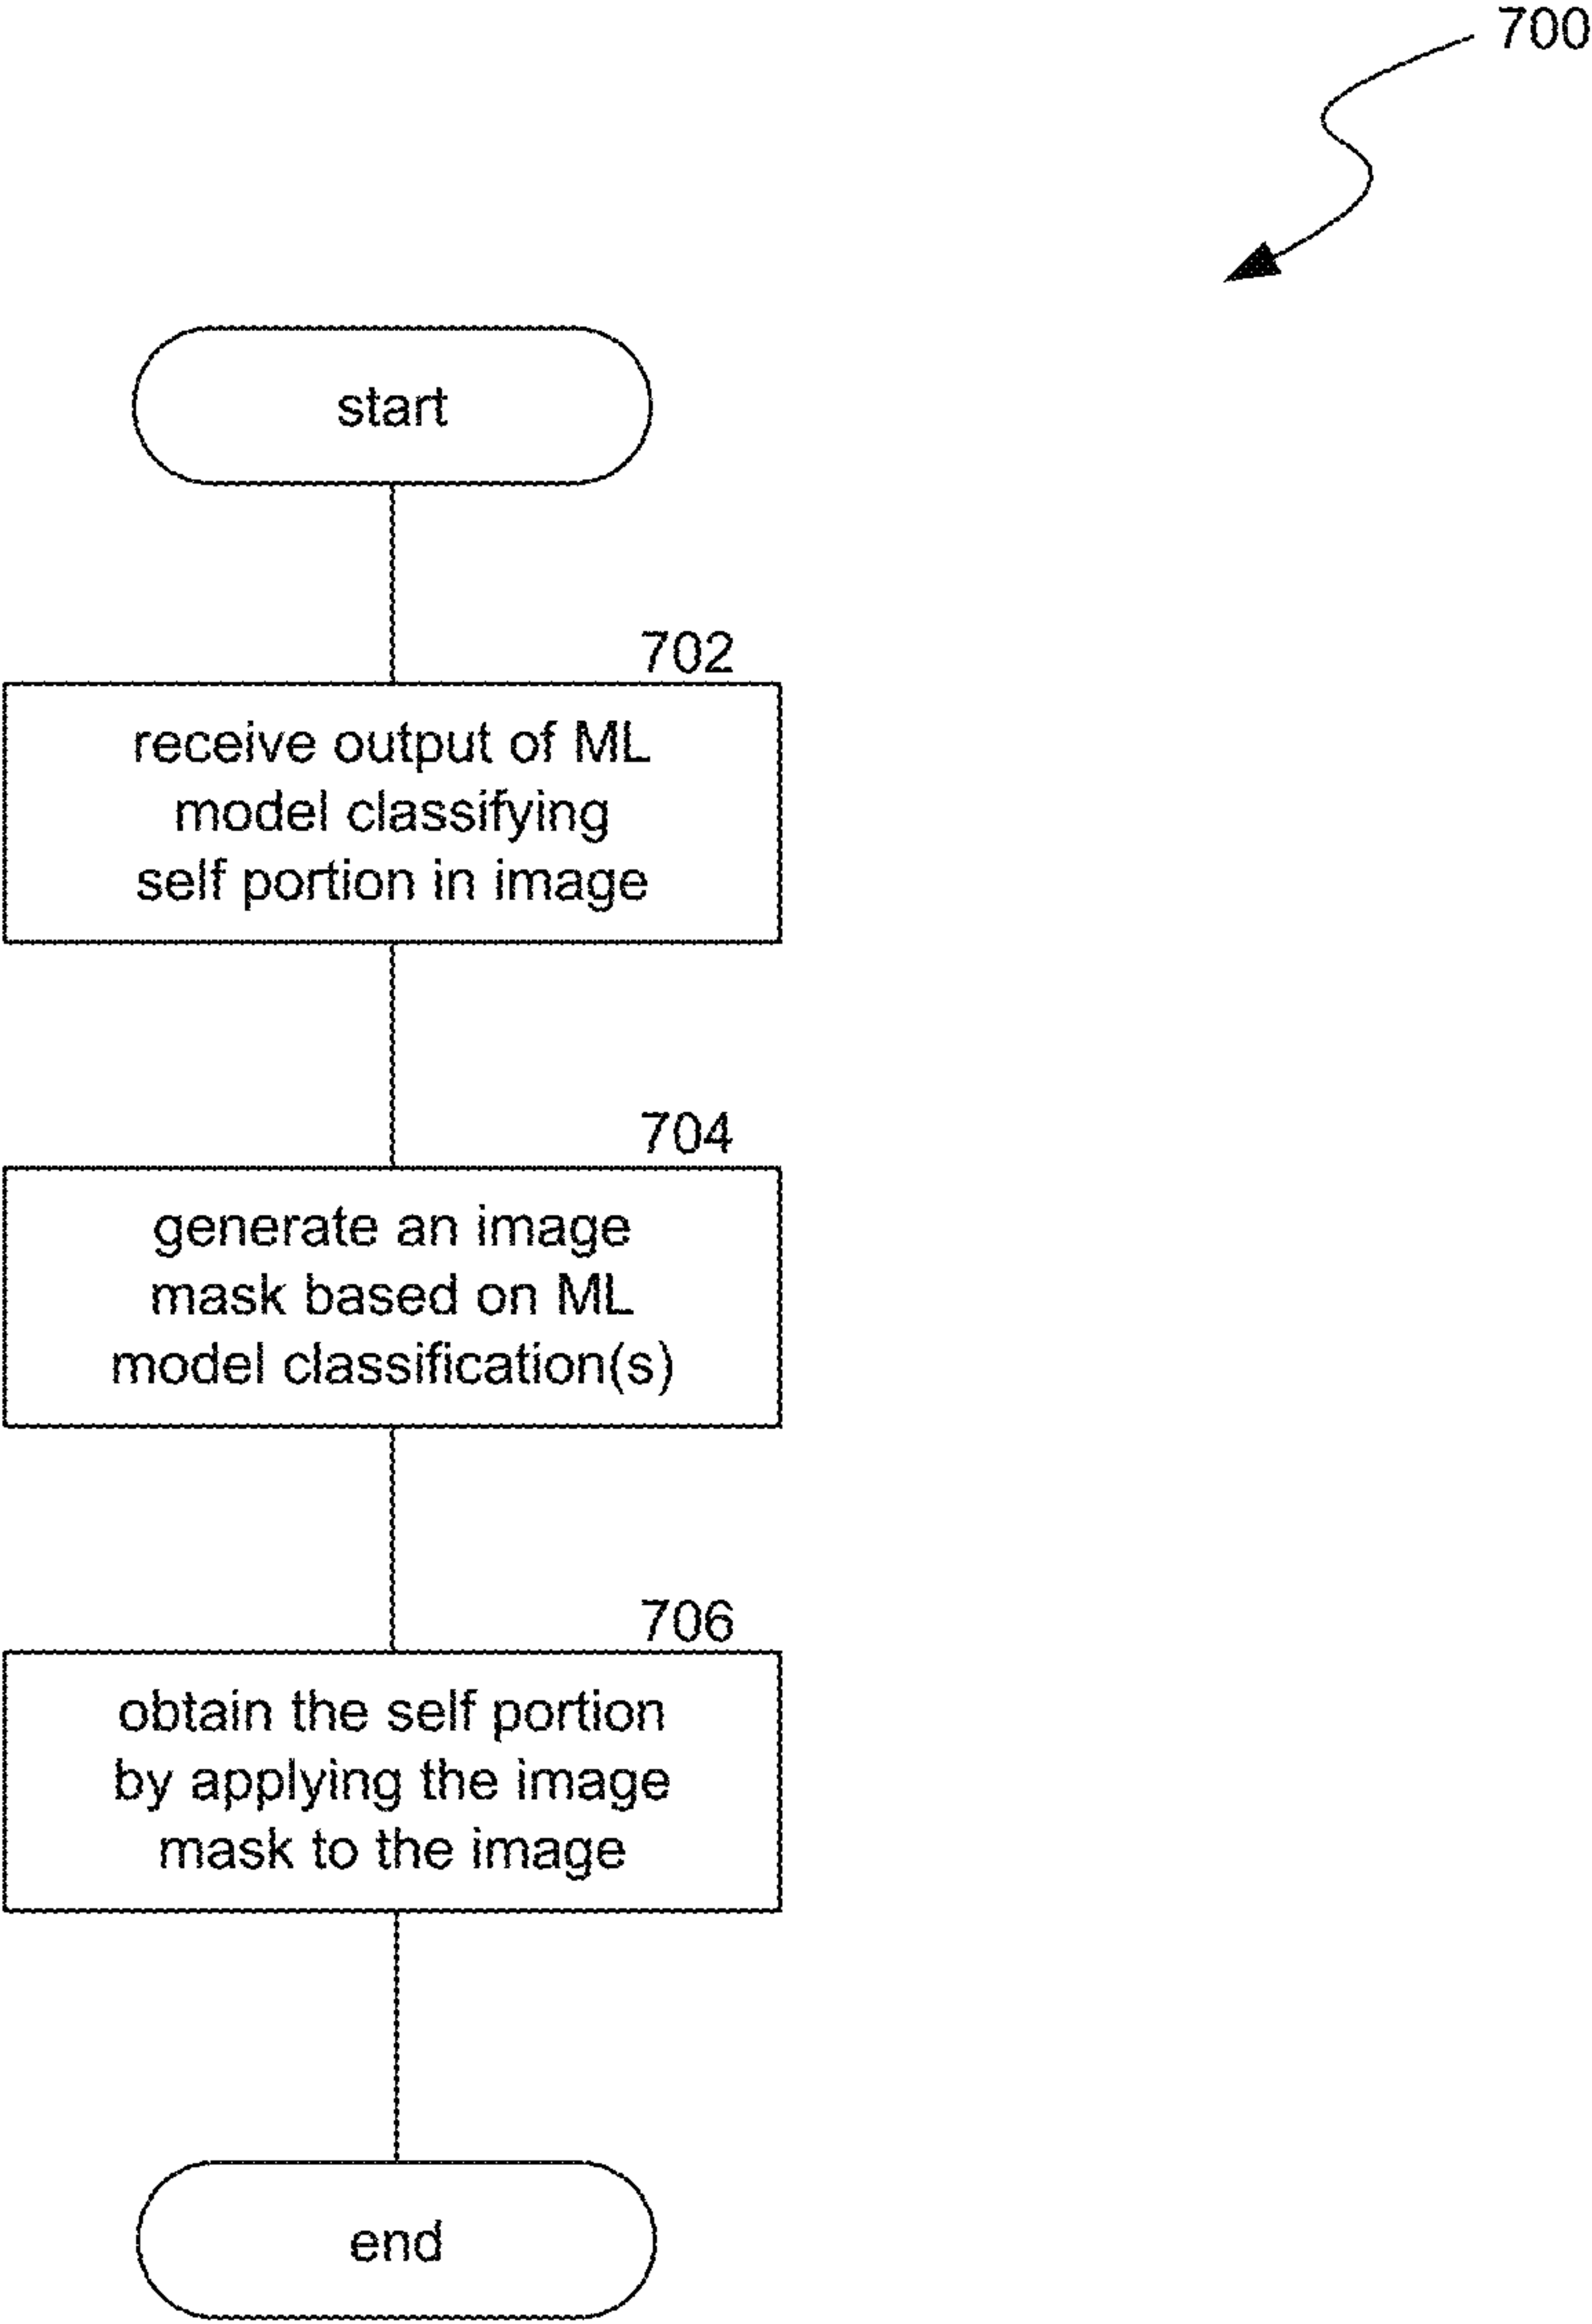 700
start
702
receive output of ML
model classifying
self portion in image
704
generate an image
mask based on ML
model classification(s)
706
obtain the self portion
by applying the image
mask to the image
end